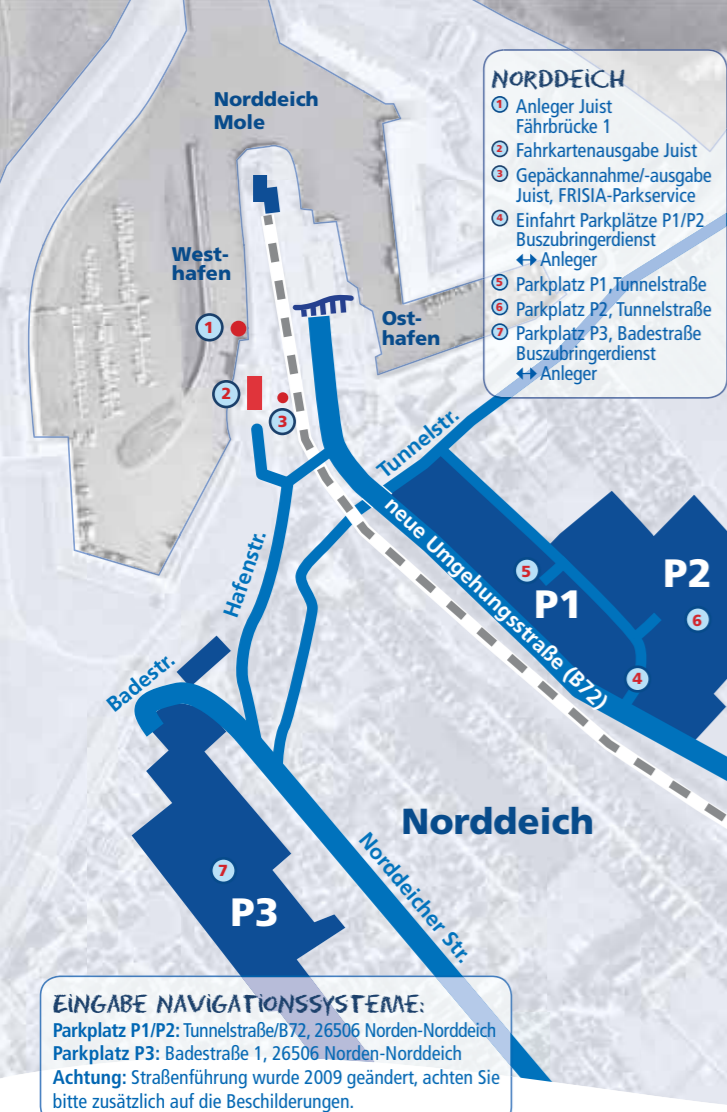 Norddeich
Mole
West-
hafen
Ost-
hafen
NORDDEICH
1 Anleger Juist
Fährbrücke 1
2 Fahrkartenausgabe Juist
3 Gepäckannahme/-ausgabe
Juist, FRISIA-Parkservice
4 Einfahrt Parkplätze P1/P2
Buszubringerdienst
↔ Anleger
5 Parkplatz P1, Tunnelstraße
6 Parkplatz P2, Tunnelstraße
7 Parkplatz P3, Badestraße
Buszubringerdienst
↔ Anleger
1
2
3
Tunnelstr.
neue Umgehungsstraße (B72)
Hafenstr.
5
P1
P2
6
4
Badestr.
Norddeich
Norddeicher Str.
7
P3
EINGABE NAVIGATIONSSYSTEME:
Parkplatz P1/P2: Tunnelstraße/B72, 26506 Norden-Norddeich
Parkplatz P3: Badestraße 1, 26506 Norden-Norddeich
Achtung: Straßenführung wurde 2009 geändert, achten Sie
bitte zusätzlich auf die Beschilderungen.